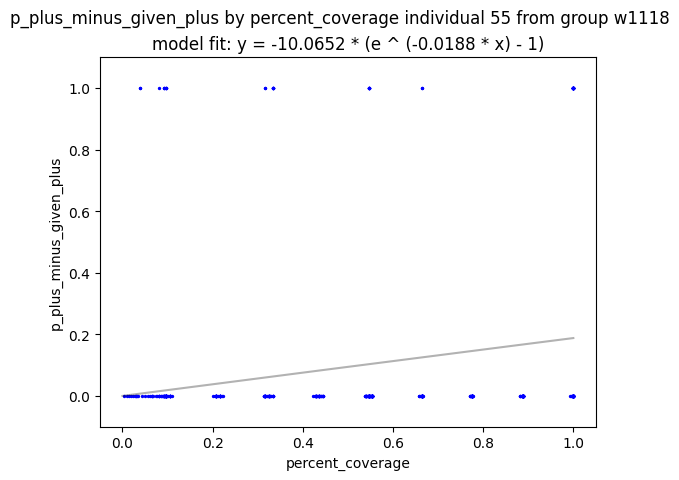 p_plus_minus_given_plus by percent_coverage individual 55 from group w1118
model fit: y = -10.0652 * (e ^ (-0.0188 * x) - 1)
1.0
0.8
0.6
0.4
0.2
0.0
p_plus_minus_given_plus
0.0 0.2 0.4 0.6 0.8 1.0
percent_coverage